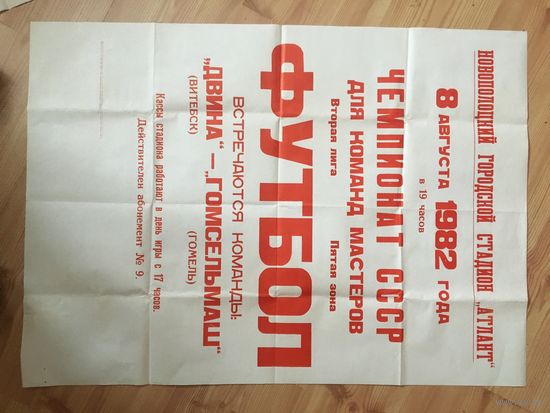 НОВОПОЛОЦКИЙ ГОРОДСКОЙ СТАДИОН „АТЛАНТ"
8 АВГУСТА 1982 ГОДА
в 19 часов
ЧЕМПИОНАТ СССР
ДЛЯ КОМАНД МАСТЕРОВ
Вторая лига Пятая зона
ФУТБОЛ
ВСТРЕЧАЮТСЯ КОМАНДЫ:
„ДВИНА" — „ГОМСЕЛЬМАШ"
(ВИТЕБСК) (ГОМЕЛЬ)
Кассы стадиона работают в день игры с 17 часов.
Действителен абонемент № 9.